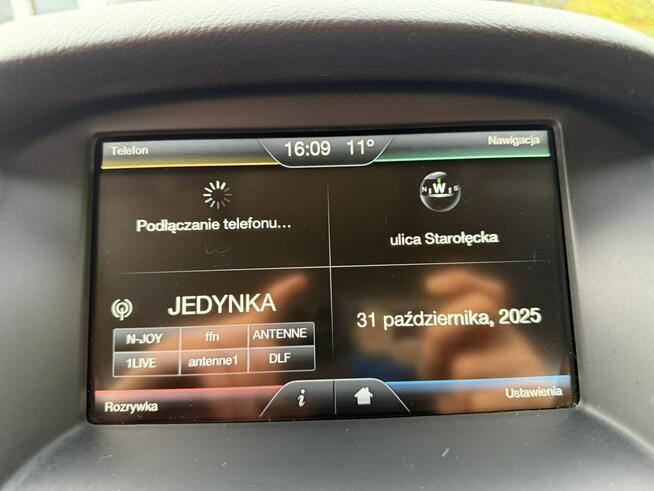 Telefon
16:09 11°
Nawigacja
Podłączanie telefonu...
N W S
ulica Starołęcka
JEDYNKA
N-JOY ffn ANTENNE
1LIVE antenne1 DLF
31 października, 2025
Rozrywka
i
Ustawienia